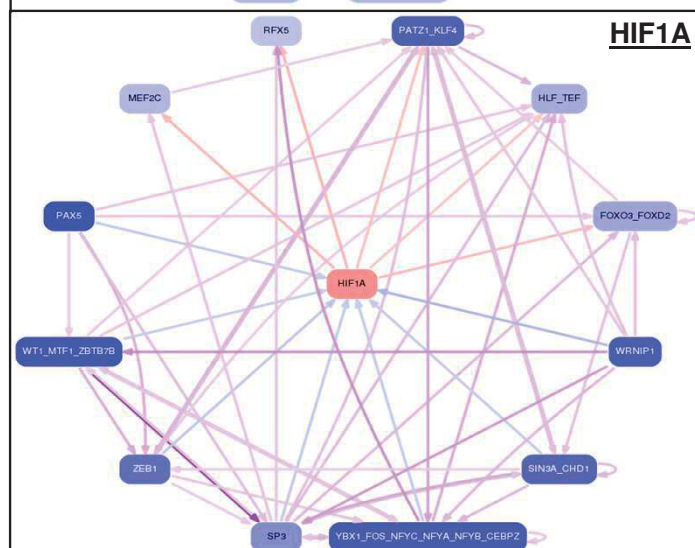 HIF1A
RFX5
PATZ1_KLF4
MEF2C
HLF_TEF
PAX5
FOXO3_FOXD2
HIF1A
WT1_MTF1_ZBTB7B
WRNIP1
ZEB1
SIN3A_CHD1
SP3
YBX1_FOS_NFYC_NFYA_NFYB_CEBPZ